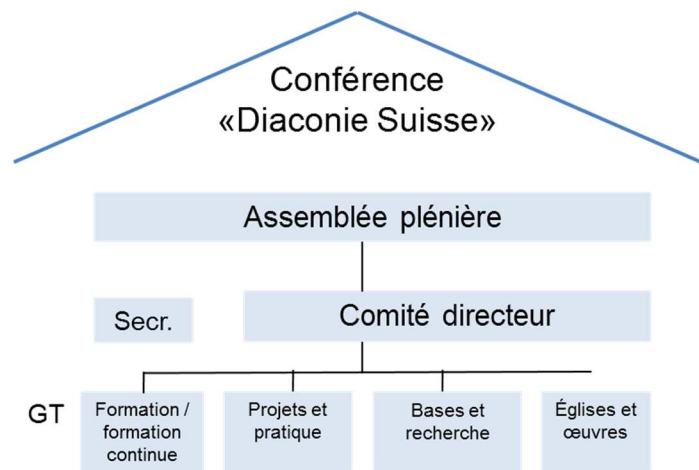 Conférence
«Diaconie Suisse»
Assemblée plénière
Secr.
Comité directeur
GT
Formation /
formation
continue
Projets et
pratique
Bases et
recherche
Églises et
œuvres